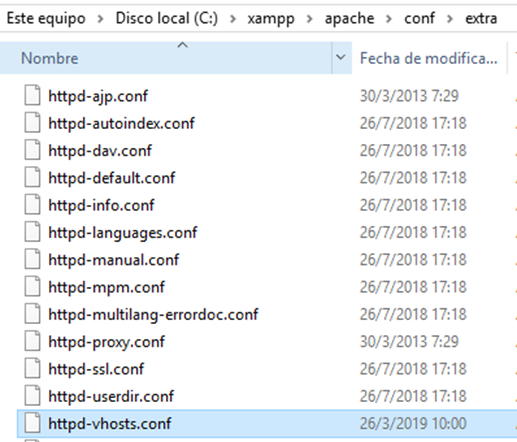 Este equipo > Disco local (C:) > xampp > apache > conf > extra
Nombre Fecha de modifica...
httpd-ajp.conf 30/3/2013 7:29
httpd-autoindex.conf 26/7/2018 17:18
httpd-dav.conf 26/7/2018 17:18
httpd-default.conf 26/7/2018 17:18
httpd-info.conf 26/7/2018 17:18
httpd-languages.conf 26/7/2018 17:18
httpd-manual.conf 26/7/2018 17:18
httpd-mpm.conf 26/7/2018 17:18
httpd-multilang-errordoc.conf 26/7/2018 17:18
httpd-proxy.conf 30/3/2013 7:29
httpd-ssl.conf 26/7/2018 17:18
httpd-userdir.conf 26/7/2018 17:18
httpd-vhosts.conf 26/3/2019 10:00